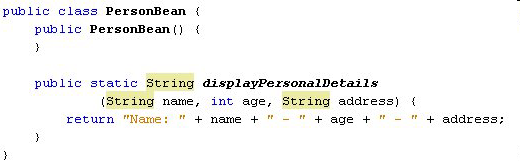 public class PersonBean {
public PersonBean() {
}
public static String displayPersonalDetails
(String name, int age, String address) {
return "Name: " + name + " - " + age + " - " + address;
}
}